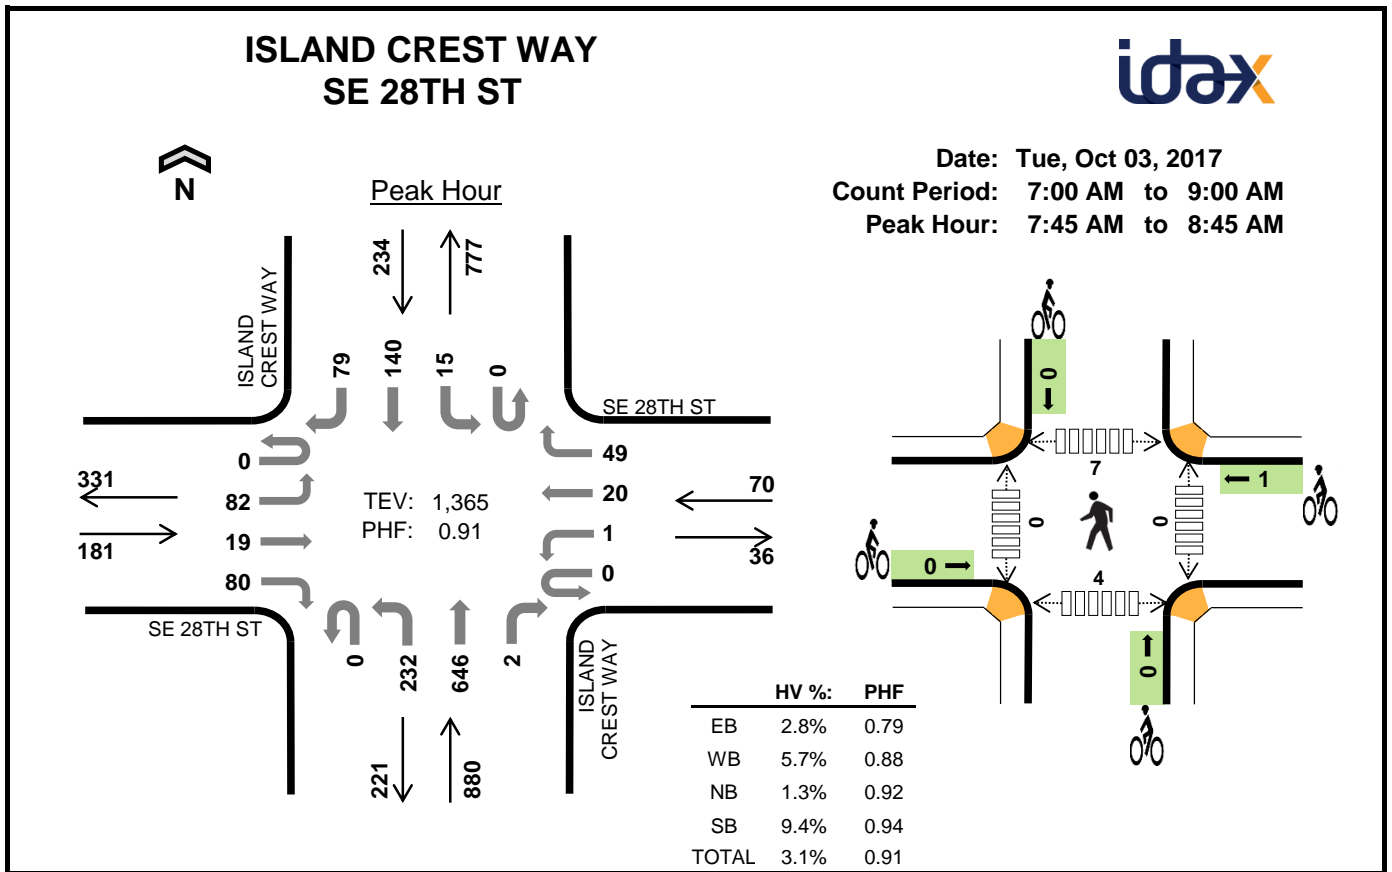 ISLAND CREST WAY
SE 28TH ST
idax
N
Peak Hour
Date: Tue, Oct 03, 2017
Count Period: 7:00 AM to 9:00 AM
Peak Hour: 7:45 AM to 8:45 AM
234
777
ISLAND
CREST WAY
79
140
15
0
SE 28TH ST
0
82
19
80
331
181
TEV: 1,365
PHF: 0.91
49
20
1
0
70
36
SE 28TH ST
0
232
646
2
ISLAND
CREST WAY
221
880
0
7
1
0
0
0
4
0
HV %: PHF
EB 2.8% 0.79
WB 5.7% 0.88
NB 1.3% 0.92
SB 9.4% 0.94
TOTAL 3.1% 0.91